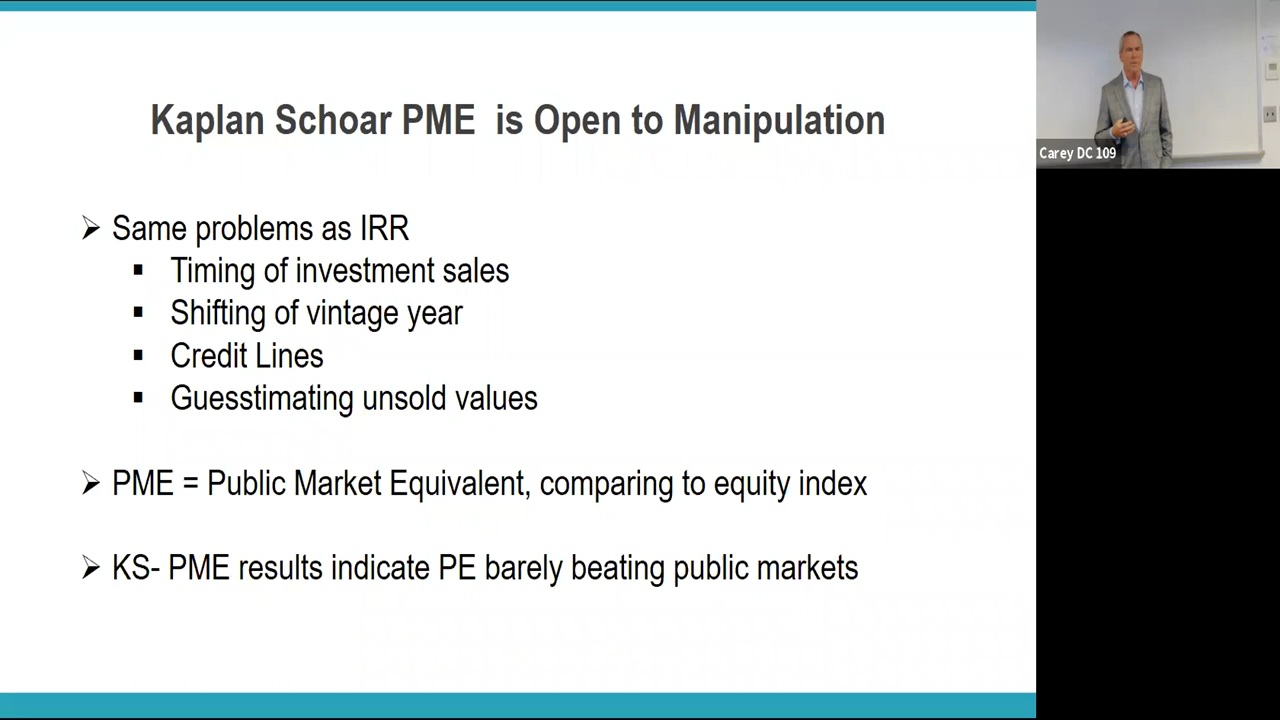 Kaplan Schoar PME  is Open to Manipulation
➢ Same problems as IRR
▪ Timing of investment sales
▪ Shifting of vintage year
▪ Credit Lines
▪ Guesstimating unsold values
➢ PME = Public Market Equivalent, comparing to equity index
➢ KS- PME results indicate PE barely beating public markets
Carey DC 109